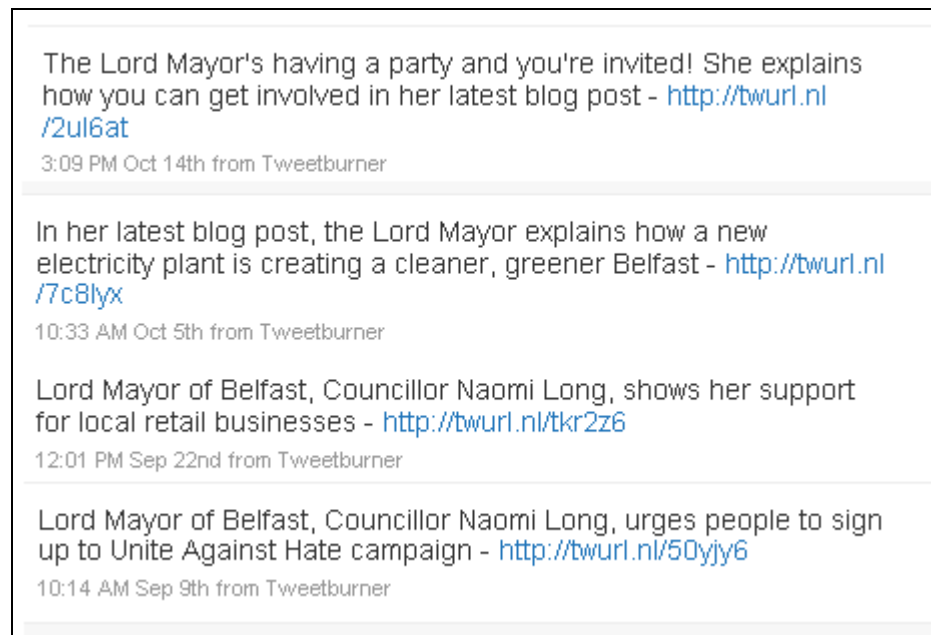 The Lord Mayor's having a party and you're invited! She explains
how you can get involved in her latest blog post - http://twurl.nl
/2ul6at
3:09 PM Oct 14th from Tweetburner
In her latest blog post, the Lord Mayor explains how a new
electricity plant is creating a cleaner, greener Belfast - http://twurl.nl
/7c8lyx
10:33 AM Oct 5th from Tweetburner
Lord Mayor of Belfast, Councillor Naomi Long, shows her support
for local retail businesses - http://twurl.nl/tkr2z6
12:01 PM Sep 22nd from Tweetburner
Lord Mayor of Belfast, Councillor Naomi Long, urges people to sign
up to Unite Against Hate campaign - http://twurl.nl/50yjy6
10:14 AM Sep 9th from Tweetburner